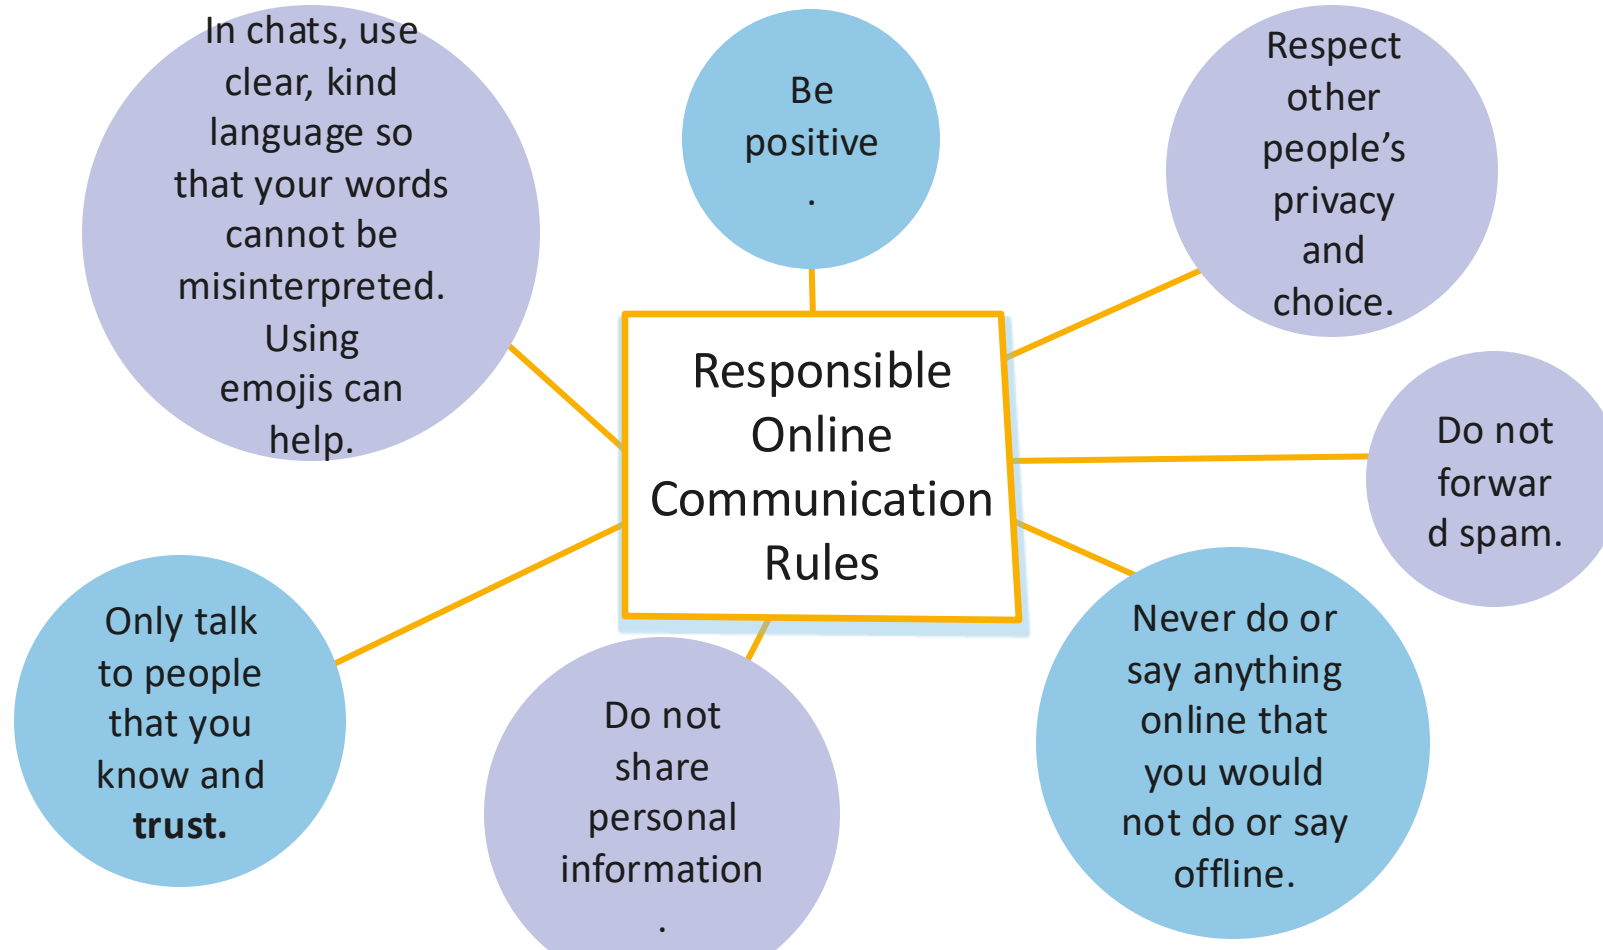 In chats, use
clear, kind
language so
that your words
cannot be
misinterpreted.
Using
emojis can
help.
Be
positive
.
Respect
other
people’s
privacy
and
choice.
Responsible
Online
Communication
Rules
Do not
forwar
d spam.
Only talk
to people
that you
know and
trust.
Do not
share
personal
information
.
Never do or
say anything
online that
you would
not do or say
offline.